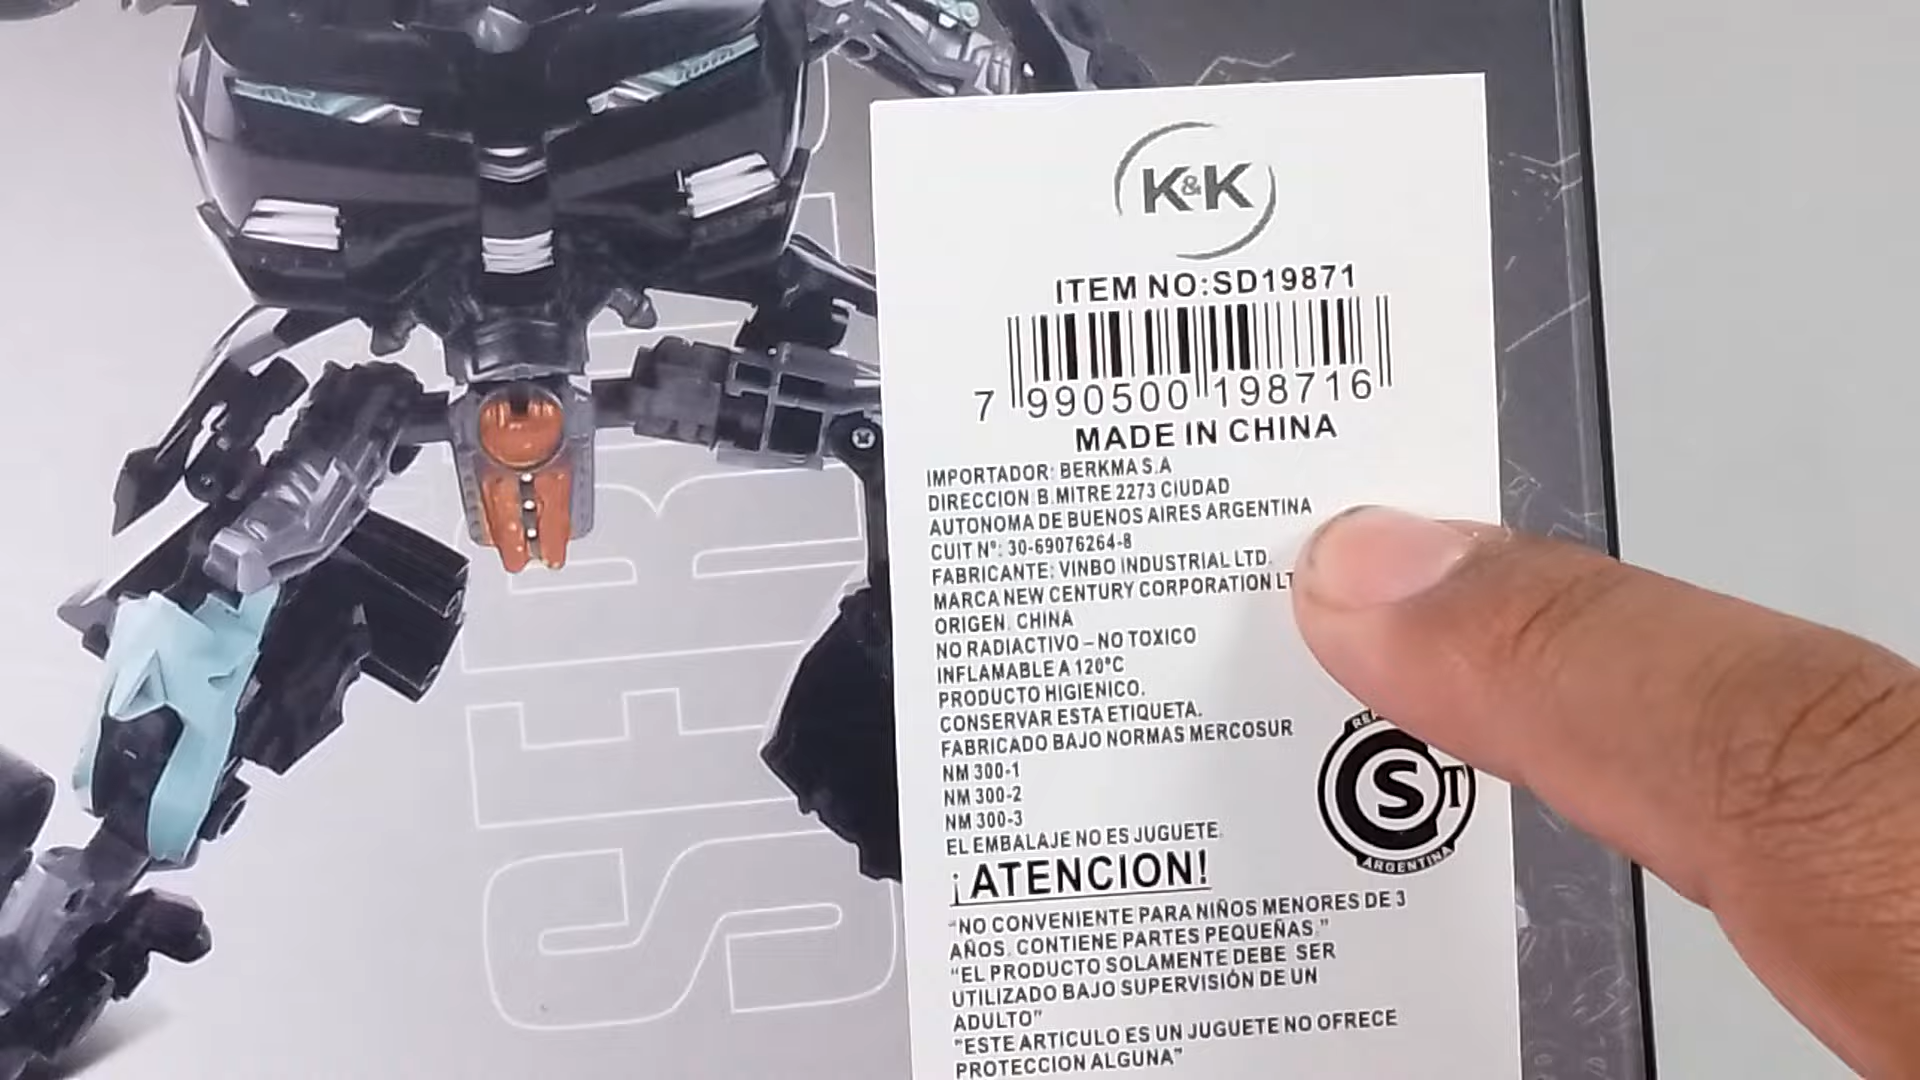 K&K
ITEM NO:SD19871
7 990500 198716
MADE IN CHINA
IMPORTADOR: BERKMA S.A
DIRECCION B.MITRE 2273 CIUDAD
AUTONOMA DE BUENOS AIRES ARGENTINA
CUIT Nº: 30-69076264-8
FABRICANTE: VINBO INDUSTRIAL LTD.
MARCA NEW CENTURY CORPORATION LT
ORIGEN. CHINA
NO RADIACTIVO – NO TOXICO
INFLAMABLE A 120°C
PRODUCTO HIGIENICO.
CONSERVAR ESTA ETIQUETA.
FABRICADO BAJO NORMAS MERCOSUR
NM 300-1
NM 300-2
NM 300-3
EL EMBALAJE NO ES JUGUETE.
S T
ARGENTINA
¡ATENCION!
"NO CONVENIENTE PARA NIÑOS MENORES DE 3
AÑOS. CONTIENE PARTES PEQUEÑAS."
"EL PRODUCTO SOLAMENTE DEBE SER
UTILIZADO BAJO SUPERVISIÓN DE UN
ADULTO"
"ESTE ARTICULO ES UN JUGUETE NO OFRECE
PROTECCION ALGUNA"